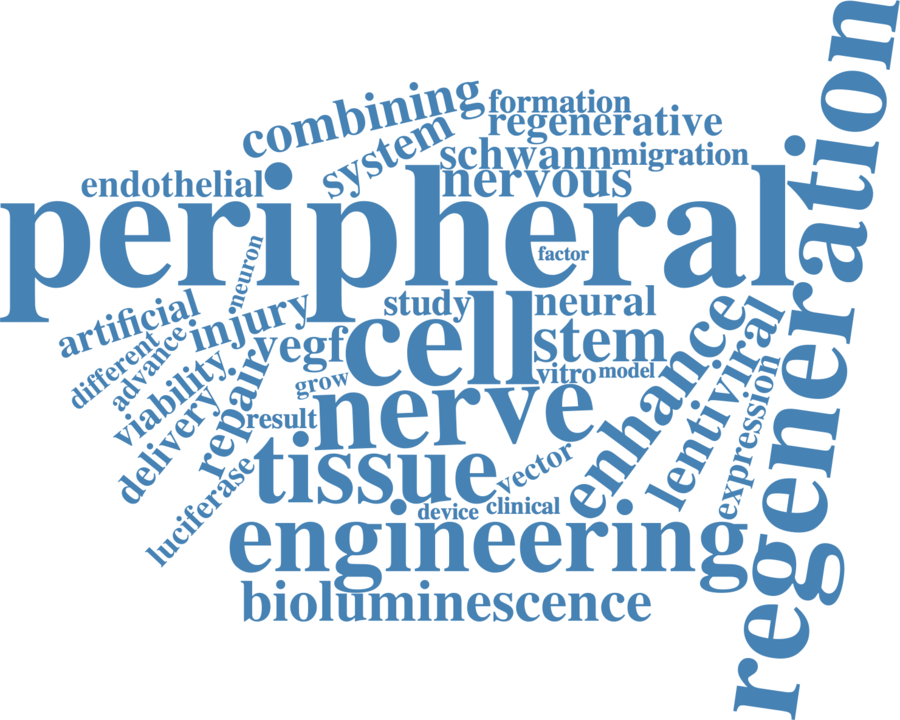 combining
formation
regenerative
system
schwann
migration
endothelial
nervous
peripheral
regeneration
factor
neuron
artificial
injury
study
cell
neural
stem
vegf
different
advance
viability
delivery
repair
grow
vitro
model
enhance
lentiviral
expression
result
nerve
luciferase
tissue
vector
device
clinical
engineering
bioluminescence